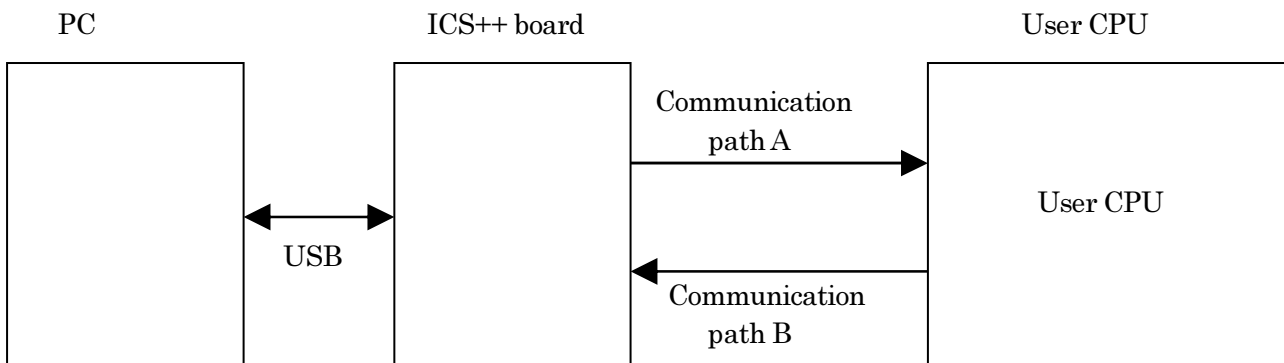 PC
ICS++ board
User CPU
Communication
path A
User CPU
USB
Communication
path B